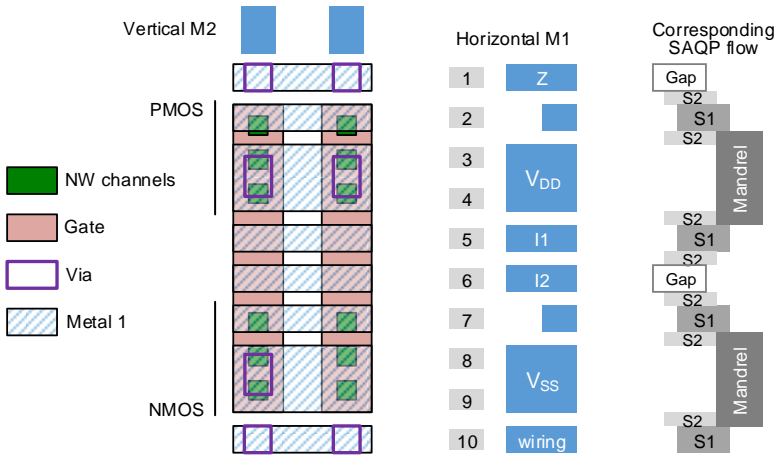 Vertical M2
Horizontal M1
Corresponding
SAQP flow
PMOS
NW channels
Gate
Via
Metal 1
NMOS
1
Z
Gap
S2
2
S1
S2
3
VDD
Mandrel
4
S2
5
I1
S1
S2
6
I2
Gap
S2
7
S1
S2
8
VSS
Mandrel
9
S2
10
wiring
S1